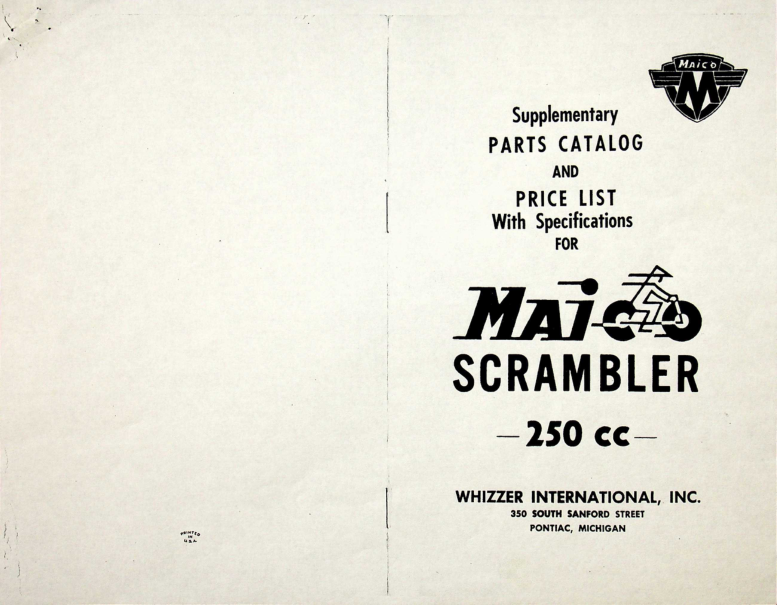 MAICO
M
Supplementary
PARTS CATALOG
AND
PRICE LIST
With Specifications
FOR
MAICO
SCRAMBLER
— 250 cc —
WHIZZER INTERNATIONAL, INC.
350 SOUTH SANFORD STREET
PONTIAC, MICHIGAN
PRINTED
IN
U.S.A.